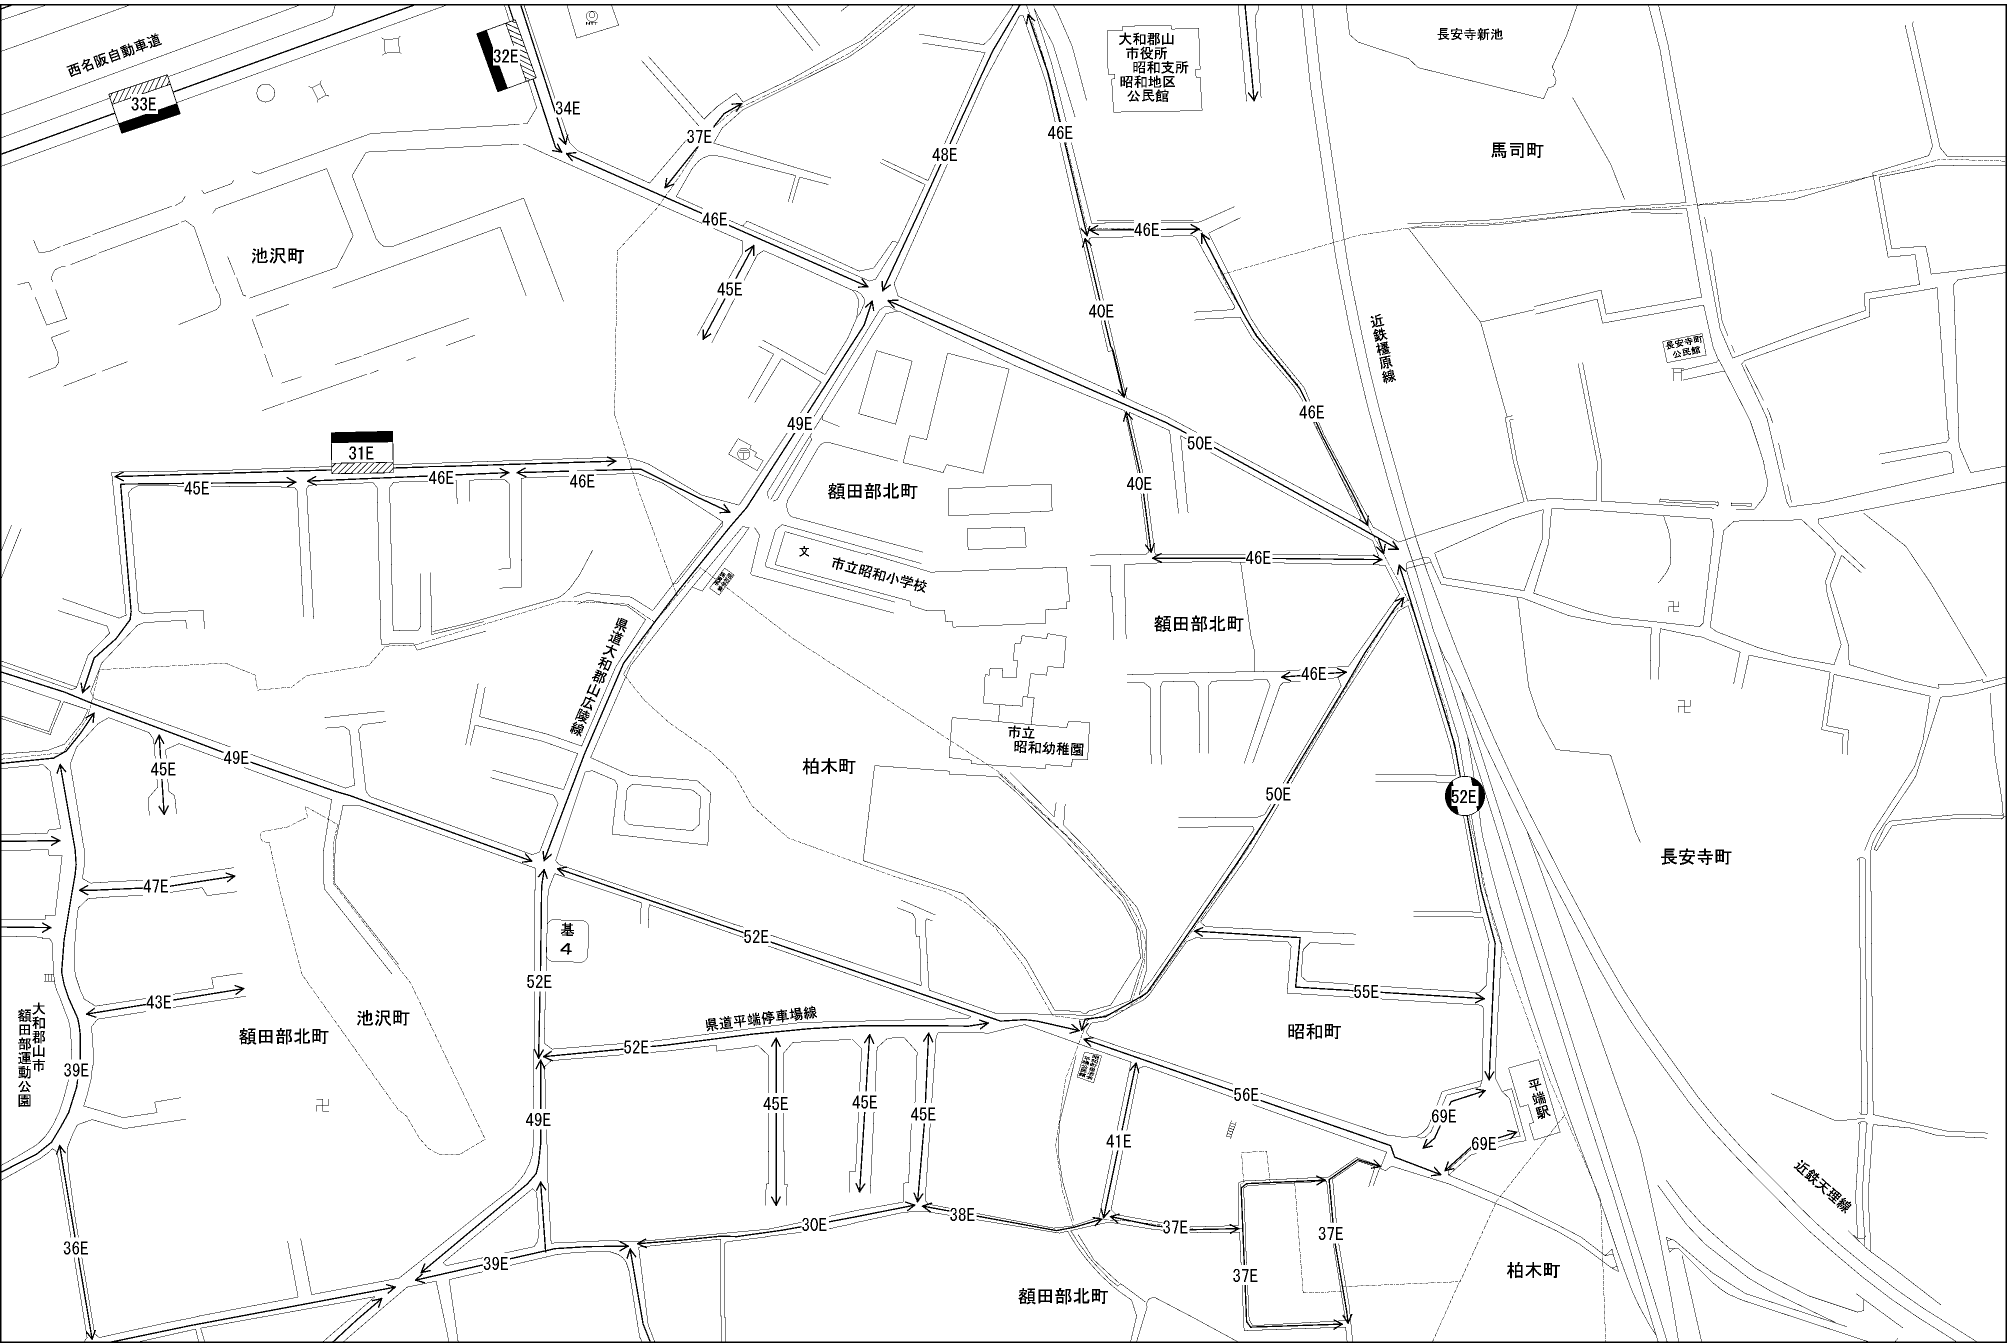 西名阪自動車道
33E
32E
34E
37E
46E
48E
46E
大和郡山
市役所
昭和支所
昭和地区
公民館
長安寺新池
馬司町
池沢町
45E
46E
40E
近鉄橿原線
長安寺町
公民館
46E
49E
50E
31E
45E
46E
46E
額田部北町
40E
文
市立昭和小学校
46E
県道大和郡山広陵線
額田部北町
46E
49E
45E
柏木町
市立
昭和幼稚園
50E
52E
長安寺町
47E
基
4
52E
52E
43E
池沢町
額田部北町
県道平端停車場線
52E
55E
昭和町
大和郡山市
額田部運動公園
39E
49E
45E
45E
45E
41E
56E
69E
69E
平端駅
近鉄天理線
36E
39E
30E
38E
37E
37E
37E
額田部北町
柏木町